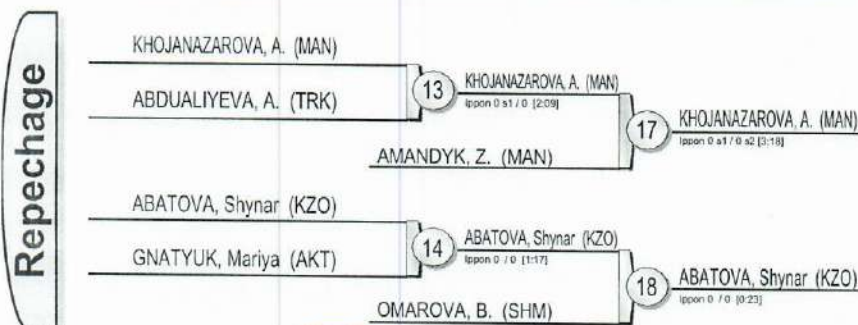 Repechage
KHOJANAZAROVA, A. (MAN)
ABDUALIYEVA, A. (TRK)
13
KHOJANAZAROVA, A. (MAN)
Ippon 0 s1 / 0 [2:09]
AMANDYK, Z. (MAN)
17
KHOJANAZAROVA, A. (MAN)
Ippon 0 s1 / 0 s2 [3:18]
ABATOVA, Shynar (KZO)
GNATYUK, Mariya (AKT)
14
ABATOVA, Shynar (KZO)
Ippon 0 / 0 [1:17]
OMAROVA, B. (SHM)
18
ABATOVA, Shynar (KZO)
Ippon 0 / 0 [0:23]